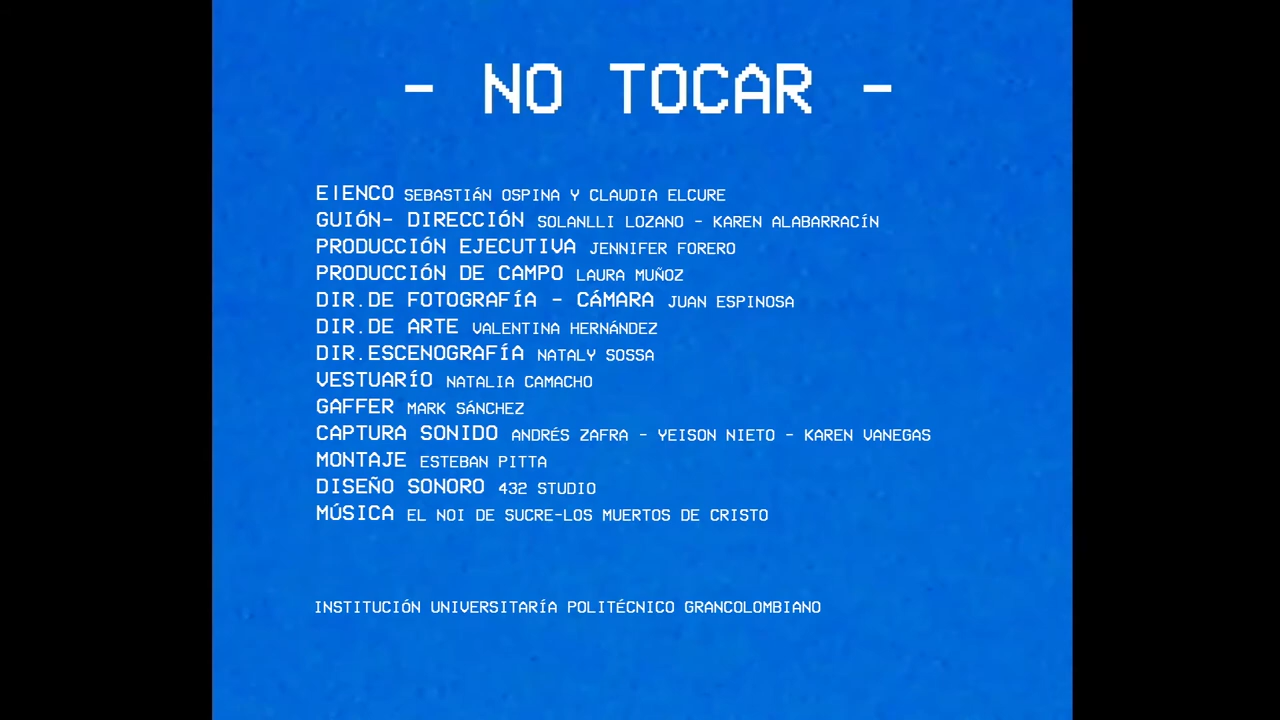 - NO TOCAR -
E|ENCO SEBASTIÁN OSPINA Y CLAUDIA ELCURE
GUIÓN- DIRECCIÓN SOLANLLI LOZANO - KAREN ALABARRACÍN
PRODUCCIÓN EJECUTIVA JENNIFER FORERO
PRODUCCIÓN DE CAMPO LAURA MUÑOZ
DIR.DE FOTOGRAFÍA - CÁMARA JUAN ESPINOSA
DIR.DE ARTE VALENTINA HERNÁNDEZ
DIR.ESCENOGRAFÍA NATALY SOSSA
VESTUARÍO NATALIA CAMACHO
GAFFER MARK SÁNCHEZ
CAPTURA SONIDO ANDRÉS ZAFRA - YEISON NIETO - KAREN VANEGAS
MONTAJE ESTEBAN PITTA
DISEÑO SONORO 432 STUDIO
MÚSICA EL NOI DE SUCRE-LOS MUERTOS DE CRISTO
INSTITUCIÓN UNIVERSITARÍA POLITÉCNICO GRANCOLOMBIANO